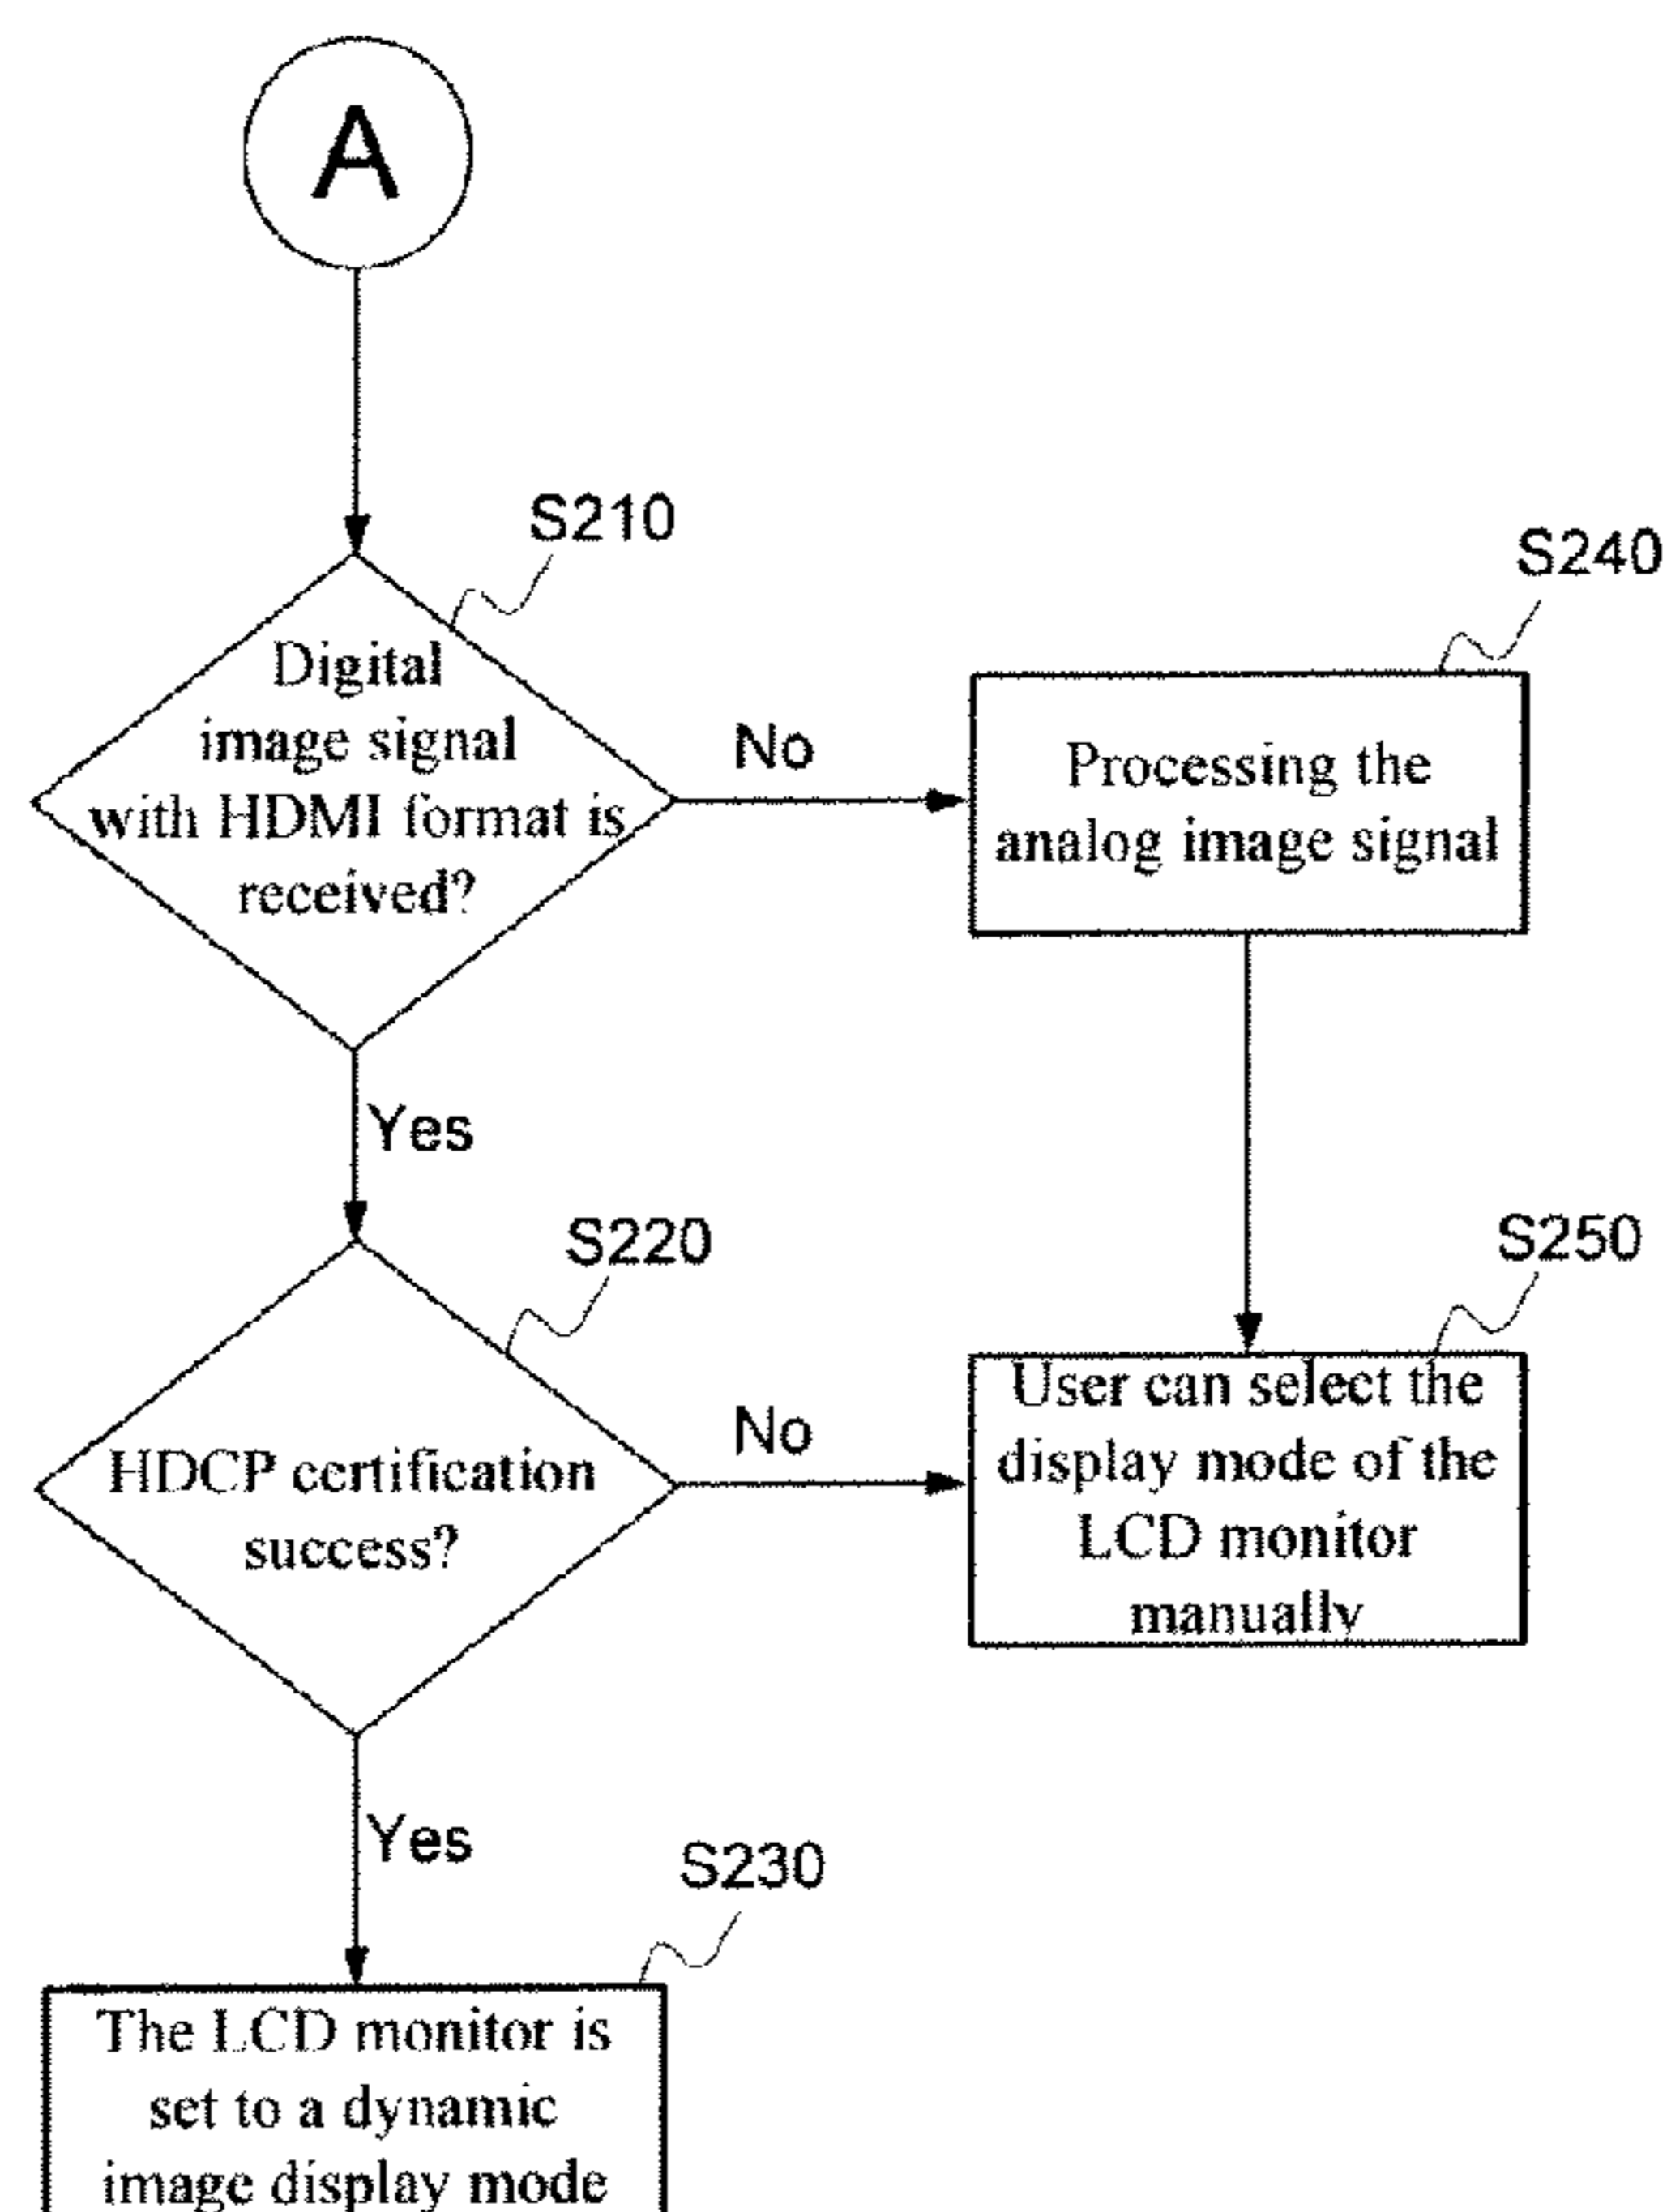 A
S210
Digital
image signal
with HDMI format is
received?
No
S240
Processing the
analog image signal
Yes
S220
HDCP certification
success?
No
S250
User can select the
display mode of the
LCD monitor
manually
Yes
S230
The LCD monitor is
set to a dynamic
image display mode